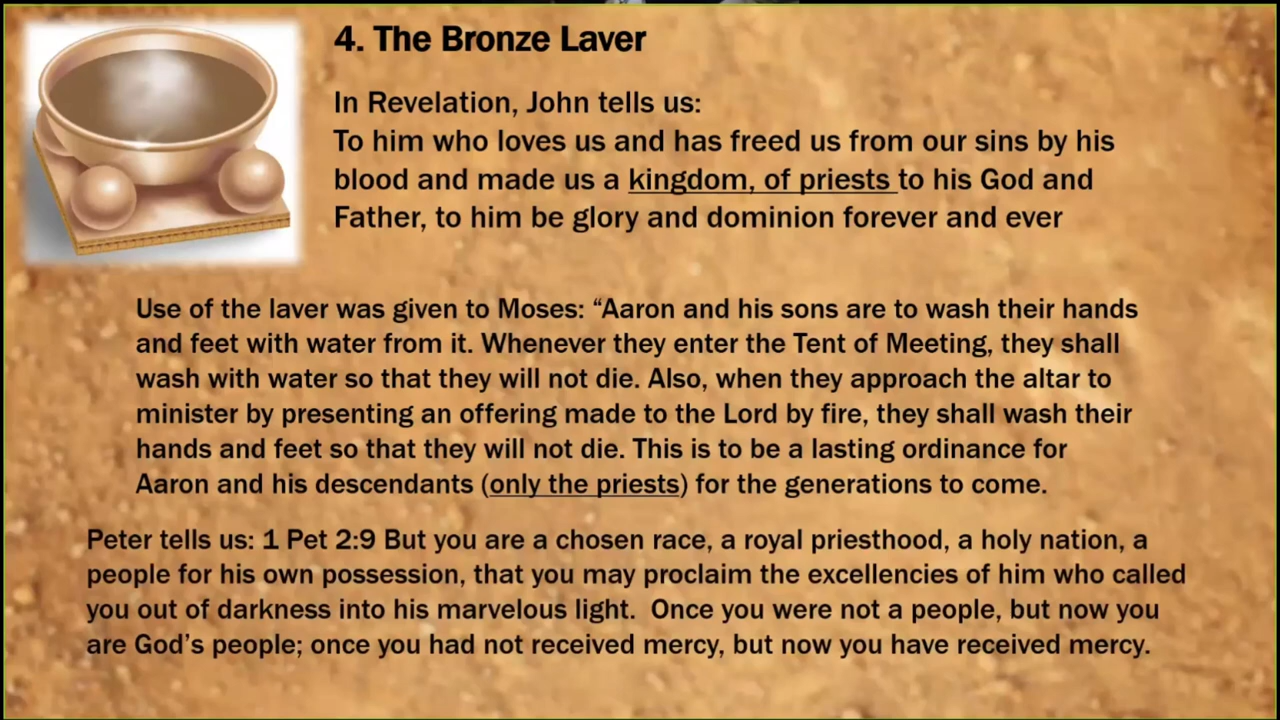 4. The Bronze Laver
In Revelation, John tells us:
To him who loves us and has freed us from our sins by his
blood and made us a kingdom, of priests to his God and
Father, to him be glory and dominion forever and ever
Use of the laver was given to Moses: “Aaron and his sons are to wash their hands
and feet with water from it. Whenever they enter the Tent of Meeting, they shall
wash with water so that they will not die. Also, when they approach the altar to
minister by presenting an offering made to the Lord by fire, they shall wash their
hands and feet so that they will not die. This is to be a lasting ordinance for
Aaron and his descendants (only the priests) for the generations to come.
Peter tells us: 1 Pet 2:9 But you are a chosen race, a royal priesthood, a holy nation, a
people for his own possession, that you may proclaim the excellencies of him who called
you out of darkness into his marvelous light.  Once you were not a people, but now you
are God’s people; once you had not received mercy, but now you have received mercy.